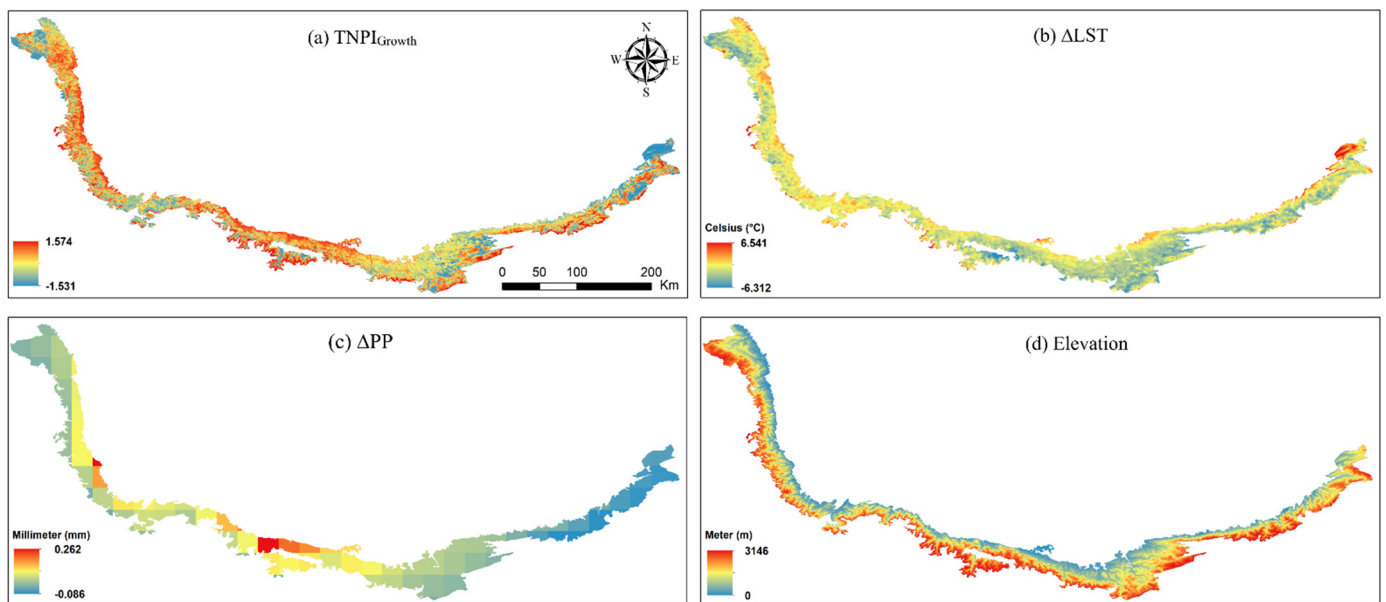 (a) TNPIGrowth
N
W E
S
1.574
-1.531
0 50 100 200
Km
(b) ΔLST
Celsius (°C)
6.541
-6.312
(c) ΔPP
Millimeter (mm)
0.262
-0.086
(d) Elevation
Meter (m)
3146
0